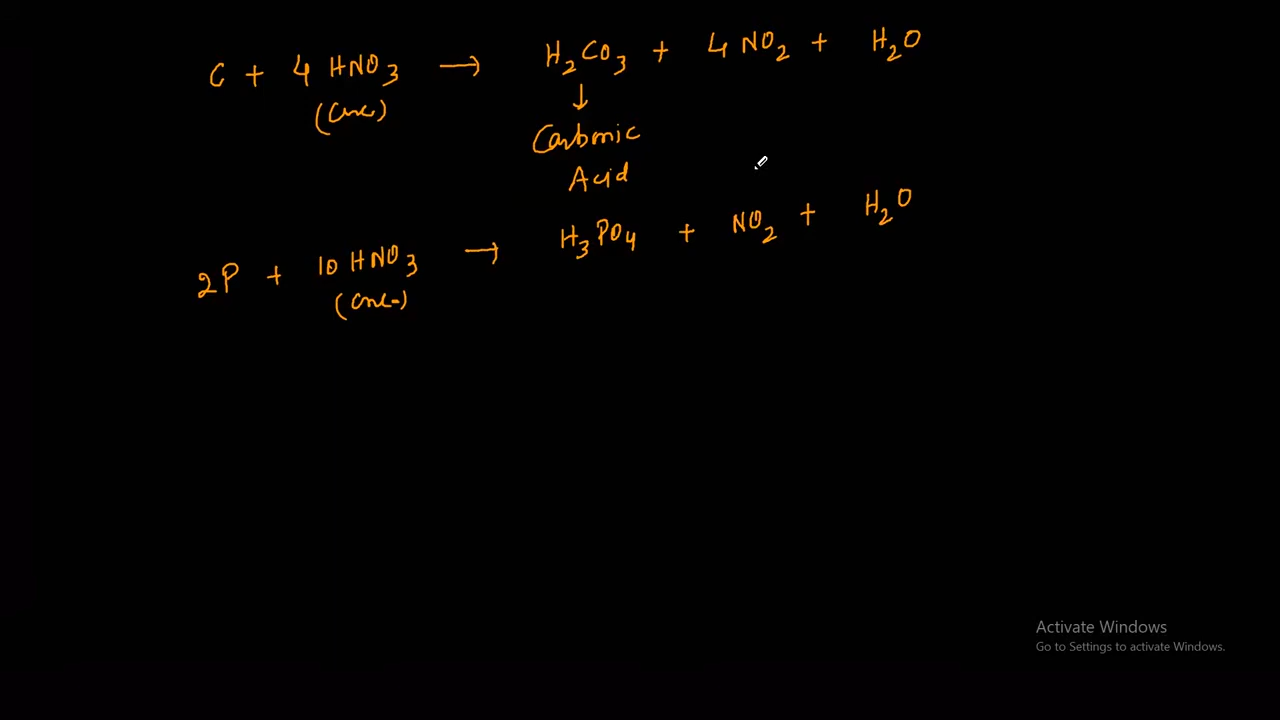 C + 4 HNO3 → H2CO3 + 4 NO2 + H2O
(Conc)
↓
Carbonic
Acid
2P + 10 HNO3 → H3PO4 + NO2 + H2O
(Conc.)
Activate Windows
Go to Settings to activate Windows.